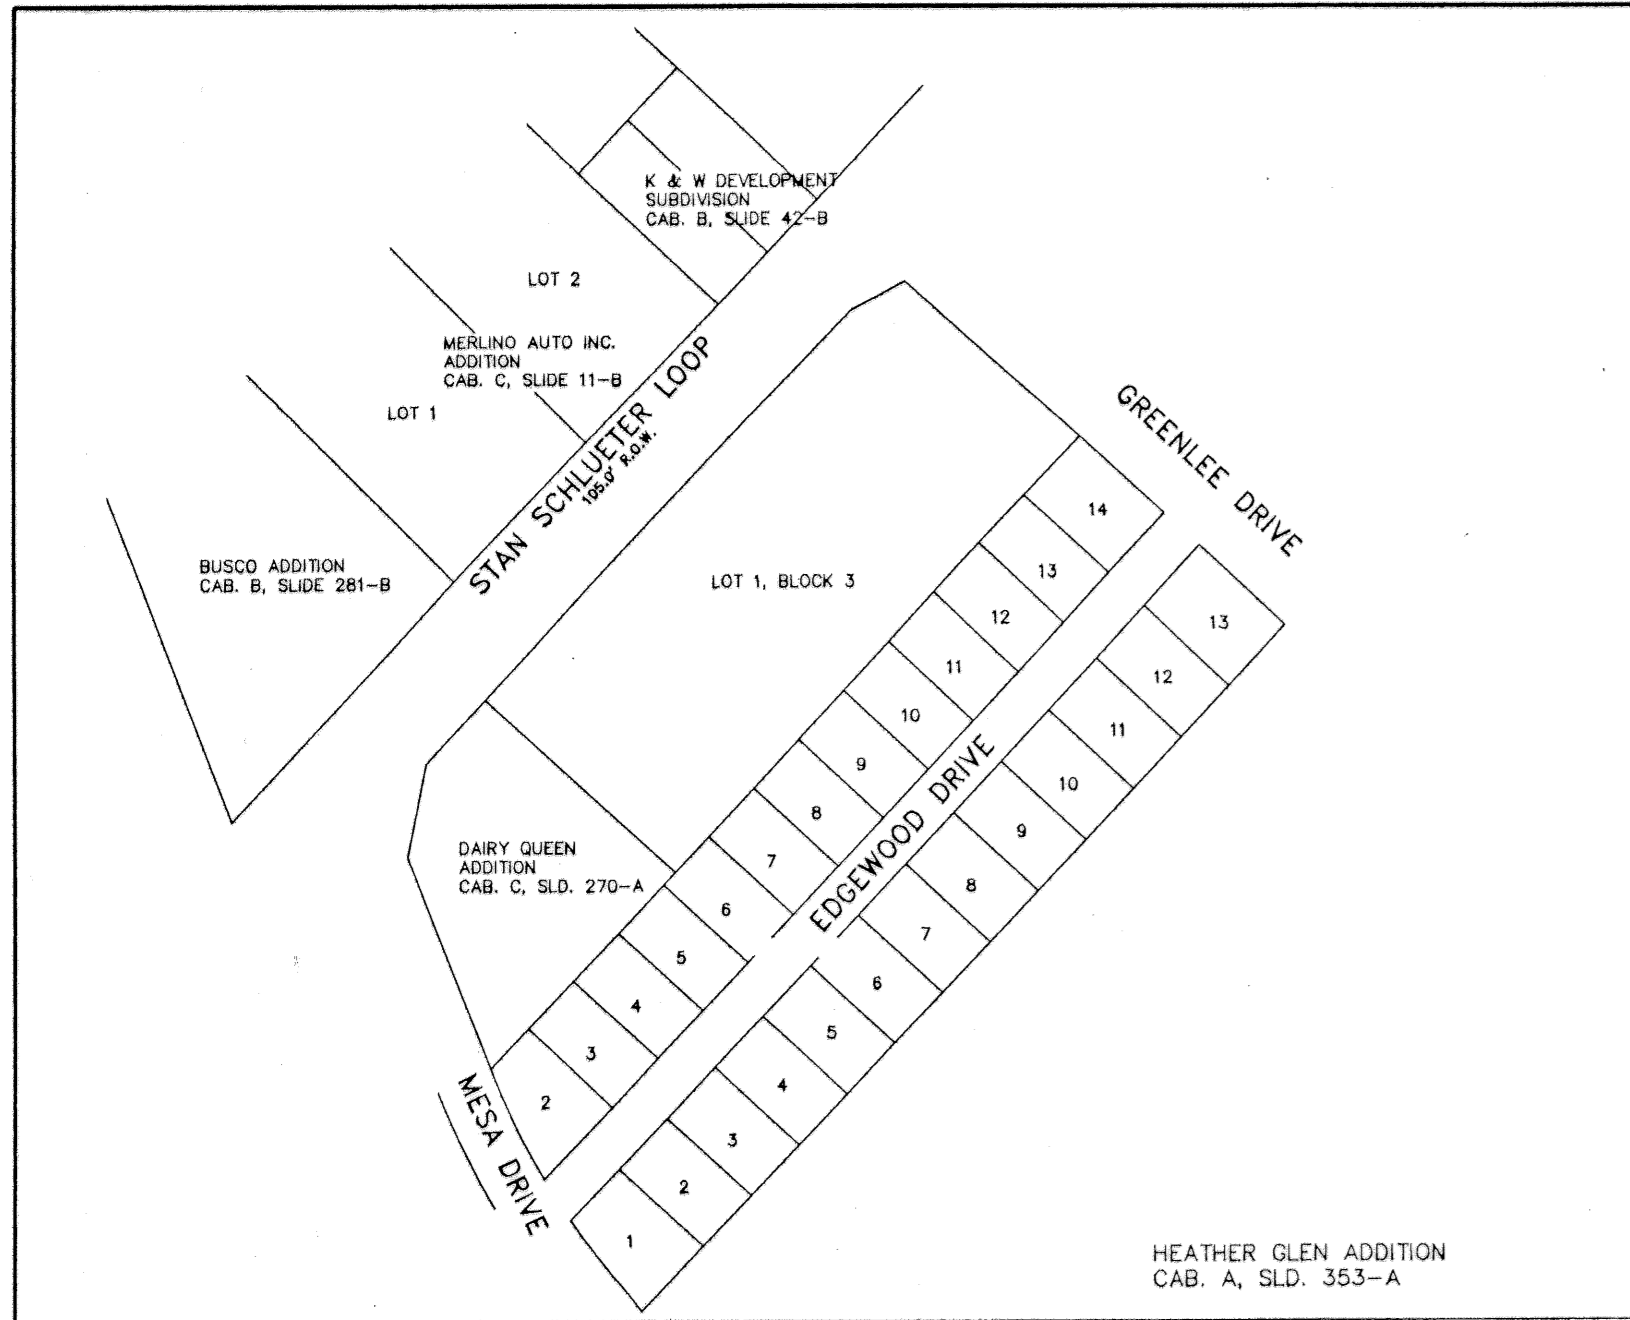 K & W DEVELOPMENT
SUBDIVISION
CAB. B, SLIDE 42-B
LOT 2
MERLINO AUTO INC.
ADDITION
CAB. C, SLIDE 11-B
LOT 1
STAN SCHLUETER LOOP
105.0' R.O.W.
BUSCO ADDITION
CAB. B, SLIDE 281-B
GREENLEE DRIVE
LOT 1, BLOCK 3
14
13
12
11
10
9
8
7
6
5
4
3
2
EDGEWOOD DRIVE
13
12
11
10
9
8
7
6
5
4
3
2
1
DAIRY QUEEN
ADDITION
CAB. C, SLD. 270-A
MESA DRIVE
HEATHER GLEN ADDITION
CAB. A, SLD. 353-A